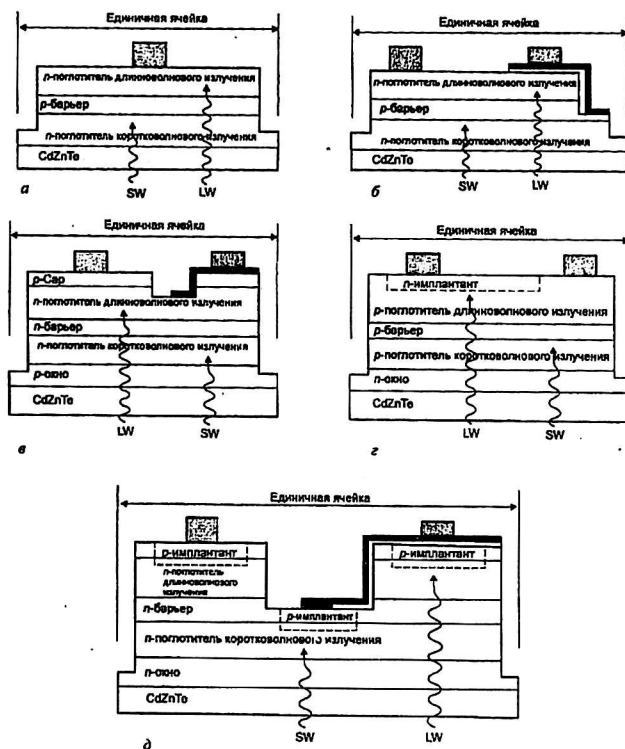 Единичная ячейка
n-поглотитель длинноволнового излучения
p-барьер
n-поглотитель коротковолнового излучения
CdZnTe
SW
LW
а
Единичная ячейка
n-поглотитель длинноволнового излучения
p-барьер
n-поглотитель коротковолнового излучения
CdZnTe
SW
LW
б
Единичная ячейка
p-Cap
n-поглотитель длинноволнового излучения
n-барьер
n-поглотитель коротковолнового излучения
p-окно
CdZnTe
LW
SW
в
Единичная ячейка
n-имплантант
p-поглотитель длинноволнового излучения
p-барьер
p-поглотитель коротковолнового излучения
n-окно
CdZnTe
LW
SW
г
Единичная ячейка
p-имплантант
p-имплантант
n-поглотитель
длинноволнового
излучения
n-барьер
p-имплантант
n-поглотитель коротковолнового излучения
n-окно
CdZnTe
SW
LW
д